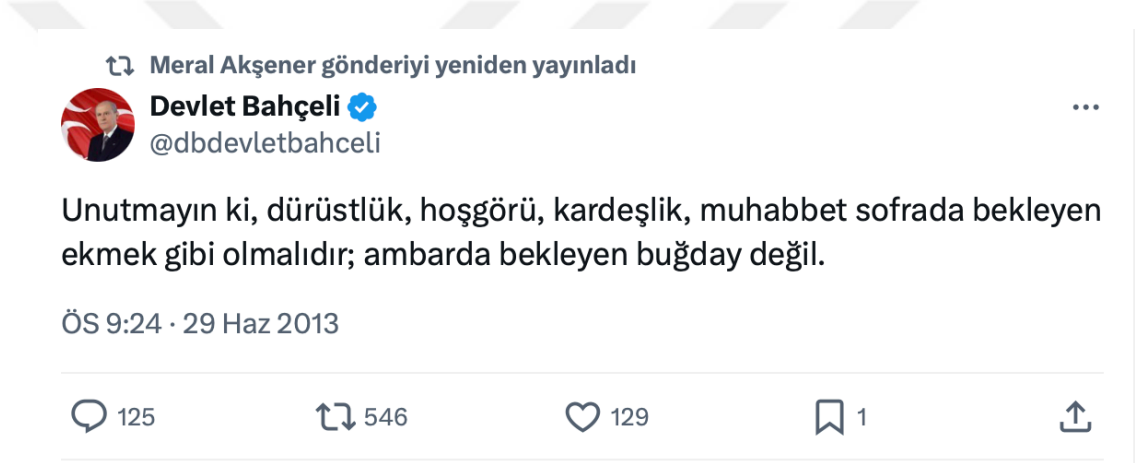 Meral Akşener gönderiyi yeniden yayınladı
Devlet Bahçeli
@dbdevletbahceli
Unutmayın ki, dürüstlük, hoşgörü, kardeşlik, muhabbet sofrada bekleyen
ekmek gibi olmalıdır; ambarda bekleyen buğday değil.
ÖS 9:24 · 29 Haz 2013
125 546 129 1